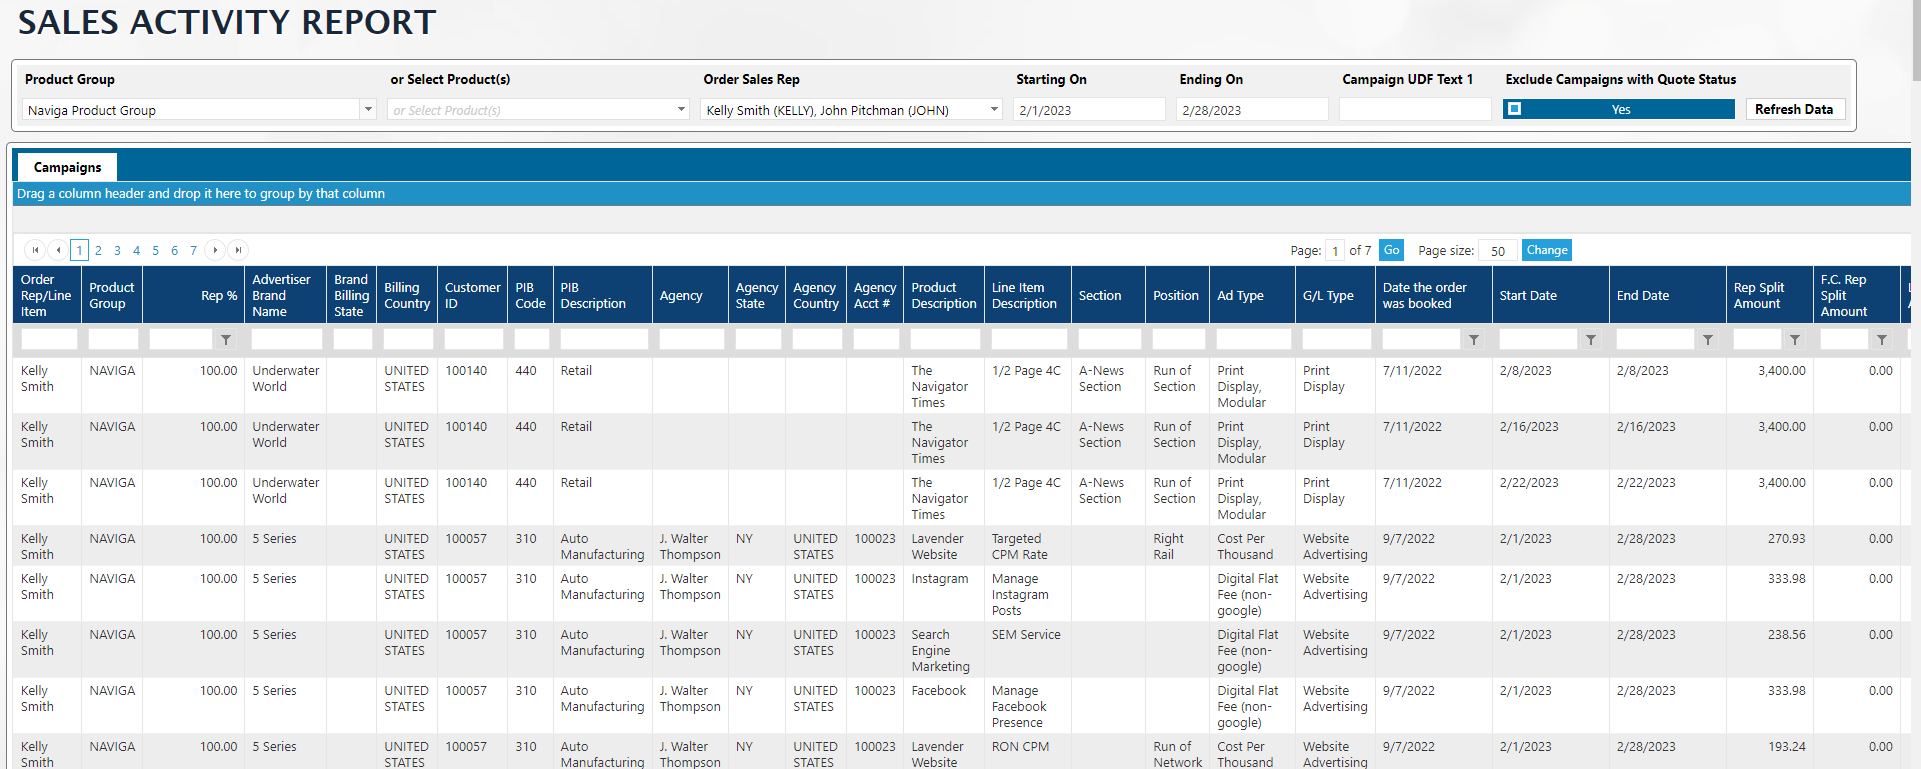 SALES ACTIVITY REPORT
Product Group or Select Product(s) Order Sales Rep Starting On Ending On Campaign UDF Text 1 Exclude Campaigns with Quote Status
Naviga Product Group or Select Product(s) Kelly Smith (KELLY), John Pitchman (JOHN) 2/1/2023 2/28/2023 Yes Refresh Data
Campaigns
Drag a column header and drop it here to group by that column
1 2 3 4 5 6 7 Page: 1 of 7 Go Page size: 50 Change
Order Advertiser Brand F.C. Rep
Rep/Line Product Brand Billing Billing Customer PIB PIB Agency Agency Agency Product Line Item Date the order Rep Split Split
Item Group Rep % Name State Country ID Code Description Agency State Country Acct # Description Description Section Position Ad Type G/L Type was booked Start Date End Date Amount Amount
Kelly NAVIGA 100.00 Underwater UNITED 100140 440 Retail The 1/2 Page 4C A-News Run of Print Print 7/11/2022 2/8/2023 2/8/2023 3,400.00 0.00
Smith World STATES Navigator Section Section Display, Display
Times Modular
Kelly NAVIGA 100.00 Underwater UNITED 100140 440 Retail The 1/2 Page 4C A-News Run of Print Print 7/11/2022 2/16/2023 2/16/2023 3,400.00 0.00
Smith World STATES Navigator Section Section Display, Display
Times Modular
Kelly NAVIGA 100.00 Underwater UNITED 100140 440 Retail The 1/2 Page 4C A-News Run of Print Print 7/11/2022 2/22/2023 2/22/2023 3,400.00 0.00
Smith World STATES Navigator Section Section Display, Display
Times Modular
Kelly NAVIGA 100.00 5 Series UNITED 100057 310 Auto J. Walter NY UNITED 100023 Lavender Targeted Right Cost Per Website 9/7/2022 2/1/2023 2/28/2023 270.93 0.00
Smith STATES Manufacturing Thompson STATES Website CPM Rate Rail Thousand Advertising
Kelly NAVIGA 100.00 5 Series UNITED 100057 310 Auto J. Walter NY UNITED 100023 Instagram Manage Digital Flat Website 9/7/2022 2/1/2023 2/28/2023 333.98 0.00
Smith STATES Manufacturing Thompson STATES Instagram Fee (non- Advertising
Posts google)
Kelly NAVIGA 100.00 5 Series UNITED 100057 310 Auto J. Walter NY UNITED 100023 Search SEM Service Digital Flat Website 9/7/2022 2/1/2023 2/28/2023 238.56 0.00
Smith STATES Manufacturing Thompson STATES Engine Fee (non- Advertising
Marketing google)
Kelly NAVIGA 100.00 5 Series UNITED 100057 310 Auto J. Walter NY UNITED 100023 Facebook Manage Digital Flat Website 9/7/2022 2/1/2023 2/28/2023 333.98 0.00
Smith STATES Manufacturing Thompson STATES Facebook Fee (non- Advertising
Presence google)
Kelly NAVIGA 100.00 5 Series UNITED 100057 310 Auto J. Walter NY UNITED 100023 Lavender RON CPM Run of Cost Per Website 9/7/2022 2/1/2023 2/28/2023 193.24 0.00
Smith STATES Manufacturing Thompson STATES Website Network Thousand Advertising